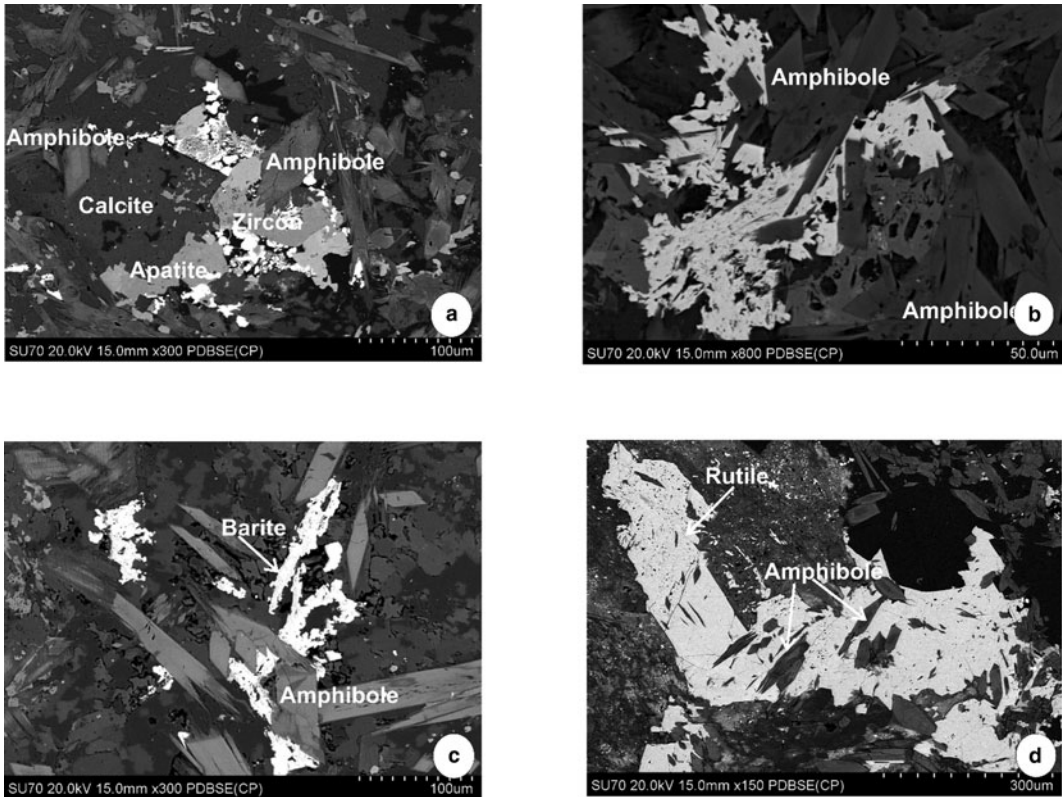 Amphibole
Amphibole
Calcite
Zircon
Apatite
a
SU70 20.0kV 15.0mm x300 PDBSE(CP)
100um
Amphibole
Amphibole
b
SU70 20.0kV 15.0mm x800 PDBSE(CP)
50.0um
Barite
Amphibole
c
SU70 20.0kV 15.0mm x300 PDBSE(CP)
100um
Rutile
Amphibole
d
SU70 20.0kV 15.0mm x150 PDBSE(CP)
300um